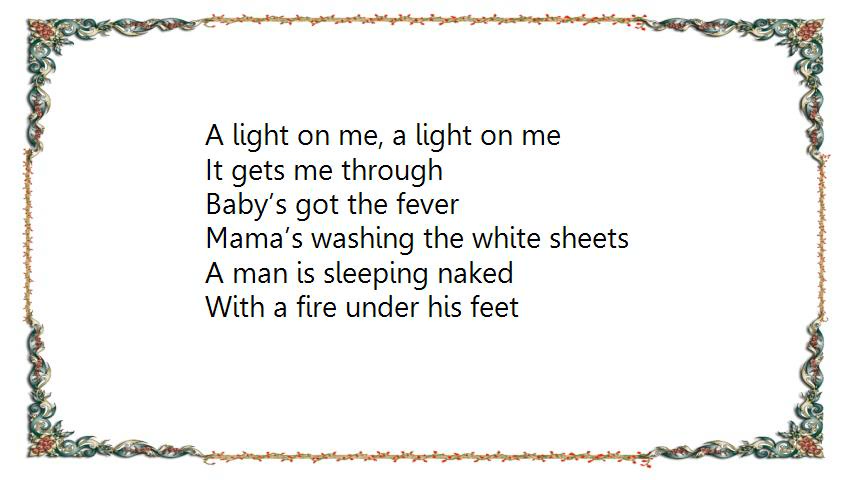 A light on me, a light on me
It gets me through
Baby’s got the fever
Mama’s washing the white sheets
A man is sleeping naked
With a fire under his feet